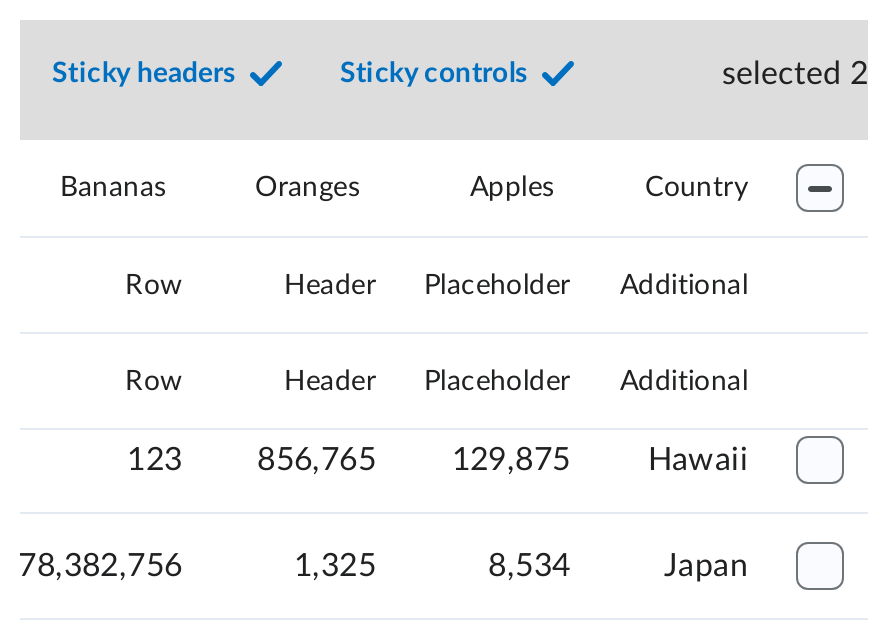 Sticky headers Sticky controls selected 2
Bananas Oranges Apples Country
Row Header Placeholder Additional
Row Header Placeholder Additional
123 856,765 129,875 Hawaii
78,382,756 1,325 8,534 Japan